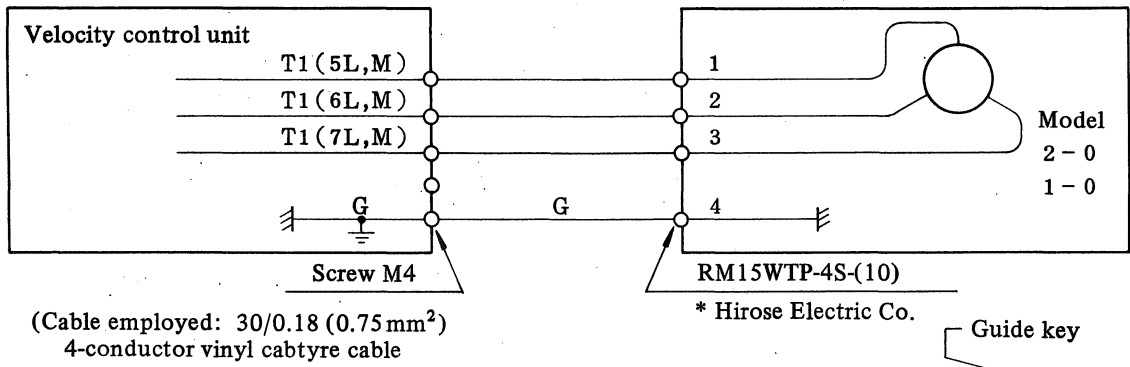 Velocity control unit
T1(5L,M)
1
T1(6L,M)
2
T1(7L,M)
3
Model
2-0
1-0
G
G
4
Screw M4
RM15WTP-4S-(10)
* Hirose Electric Co.
(Cable employed: 30/0.18 (0.75 mm²)
4-conductor vinyl cabtyre cable
Guide key